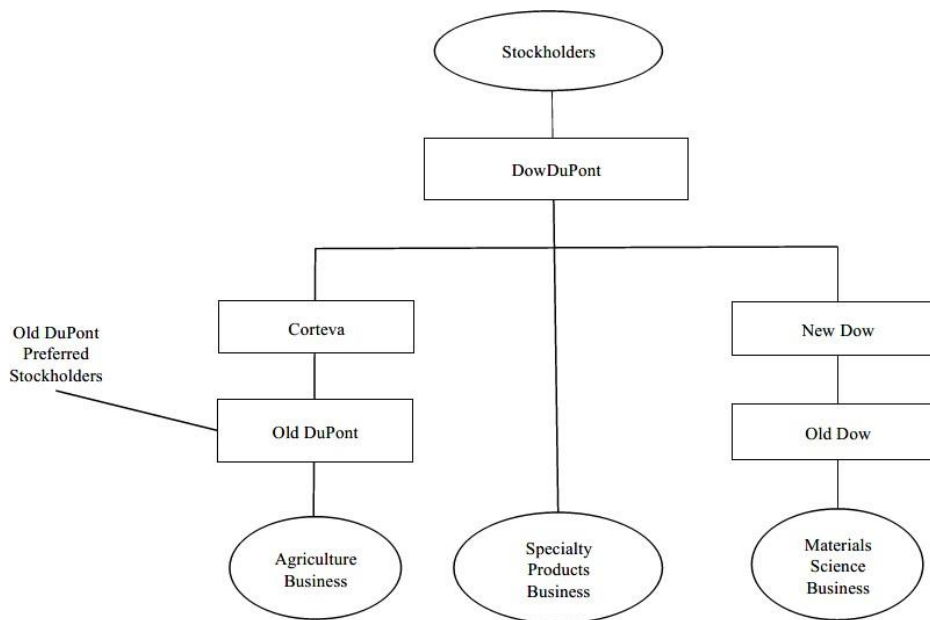 Stockholders
DowDuPont
Corteva
New Dow
Old DuPont
Preferred
Stockholders
Old DuPont
Old Dow
Agriculture
Business
Specialty
Products
Business
Materials
Science
Business